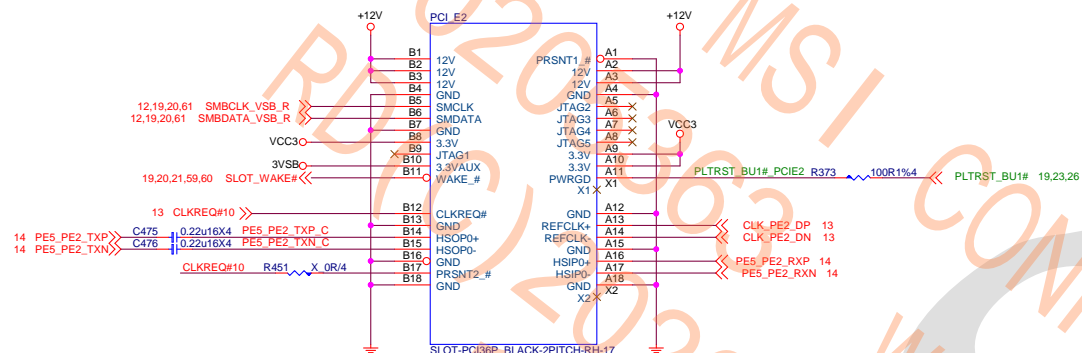 PCI_E2
+12V +12V
B1 12V PRSNT1_# A1
B2 12V 12V A2
B3 12V 12V A3
B4 GND GND A4
12,19,20,61 SMBCLK_VSB_R B5 SMCLK JTAG2 A5
12,19,20,61 SMBDATA_VSB_R B6 SMDATA JTAG3 A6
B7 GND JTAG4 A7 VCC3
VCC3 B8 3.3V JTAG5 A8
B9 JTAG1 3.3V A9
3VSB B10 3.3VAUX 3.3V A10
19,20,21,59,60 SLOT_WAKE# B11 WAKE_# PWRGD A11 PLTRST_BU1#_PCIE2 R373 100R1%4 PLTRST_BU1# 19,23,26
X1 X1
13 CLKREQ#10 B12 CLKREQ# GND A12
B13 GND REFCLK+ A13 CLK_PE2_DP 13
14 PE5_PE2_TXP C475 0.22u16X4 PE5_PE2_TXP_C B14 HSOP0+ REFCLK- A14 CLK_PE2_DN 13
14 PE5_PE2_TXN C476 0.22u16X4 PE5_PE2_TXN_C B15 HSOP0- GND A15
B16 GND HSIP0+ A16 PE5_PE2_RXP 14
CLKREQ#10 R451 X_0R/4 B17 PRSNT2_# HSIP0- A17 PE5_PE2_RXN 14
B18 GND GND A18
X2 X2
SLOT-PCI36P_BLACK-2PITCH-RH-17
MSI